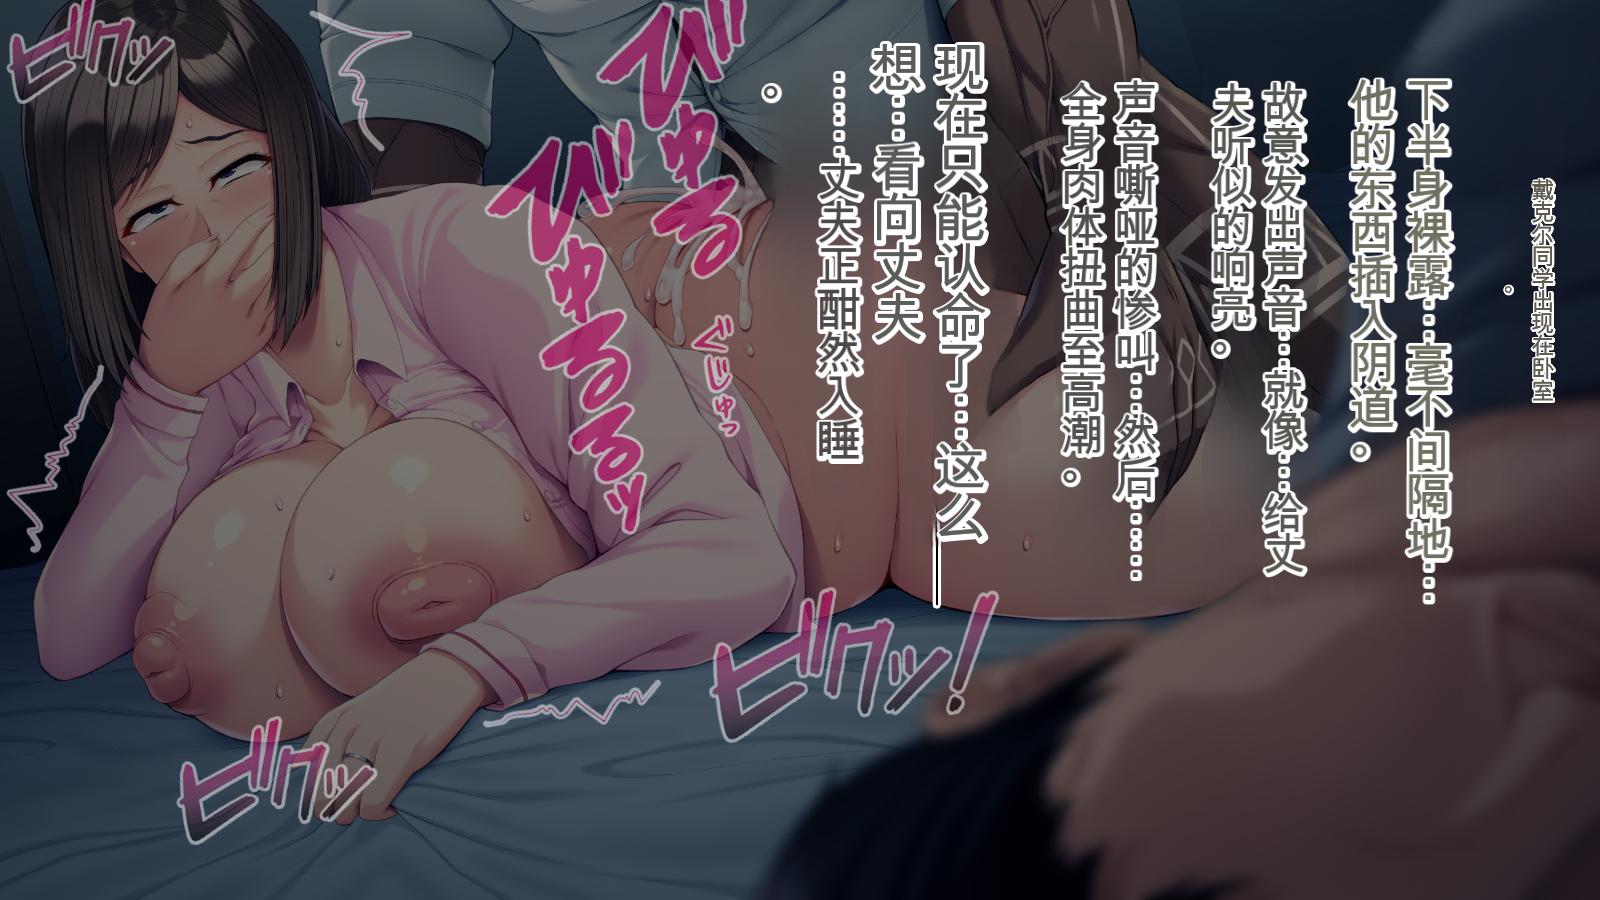 戴克尔同学出现在卧室
。
下半身裸露…毫不间隔地…
他的东西插入阴道。
故意发出声音…就像…给丈
夫听似的响亮。
声音嘶哑的惨叫…然后……
全身肉体扭曲至高潮。
现在只能认命了…这么——
想…看向丈夫
……丈夫正酣然入睡
。
ビクッ
びゅるっ
びゅるるるッ
ぐじゅっ
ビクッ!
ビクッ